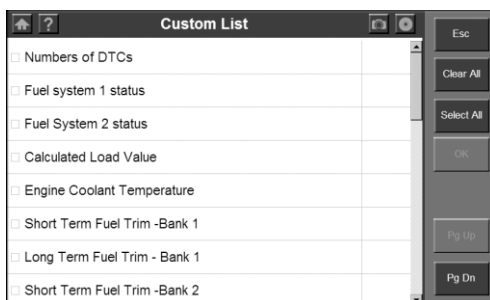 ? Custom List
Numbers of DTCs
Fuel system 1 status
Fuel System 2 status
Calculated Load Value
Engine Coolant Temperature
Short Term Fuel Trim -Bank 1
Long Term Fuel Trim - Bank 1
Short Term Fuel Trim -Bank 2
Esc
Clear All
Select All
OK
Pg Up
Pg Dn